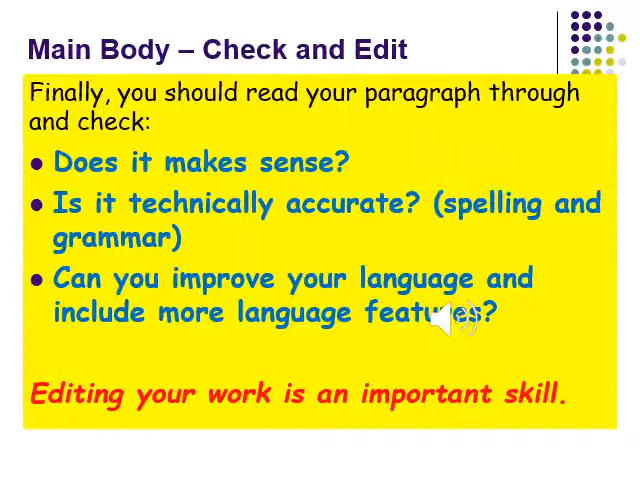 Main Body – Check and Edit
Finally, you should read your paragraph through
and check:
Does it makes sense?
Is it technically accurate? (spelling and
grammar)
Can you improve your language and
include more language features?
Editing your work is an important skill.